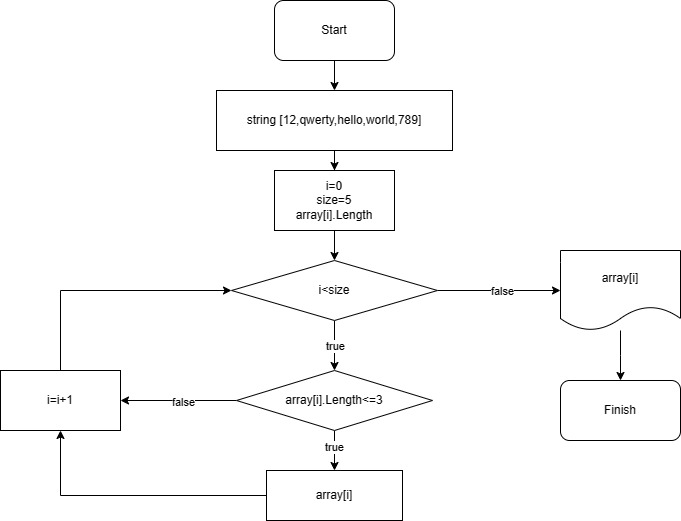 Start
string [12,qwerty,hello,world,789]
i=0
size=5
array[i].Length
i<size
false
array[i]
true
i=i+1
false
array[i].Length<=3
Finish
true
array[i]